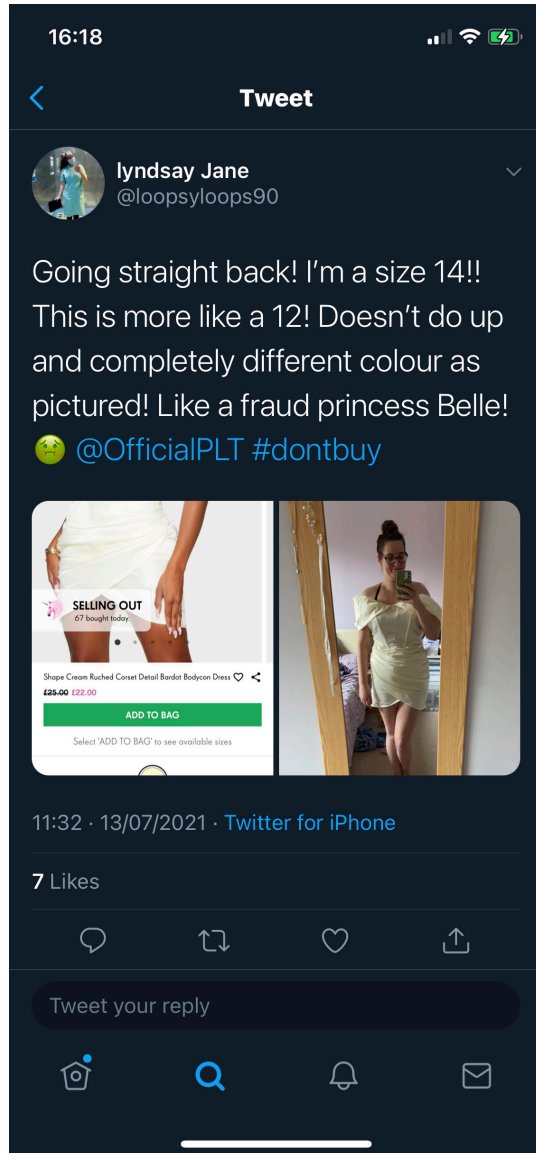 16:18
Tweet
lyndsay Jane
@loopsyloops90
Going straight back! I'm a size 14!!
This is more like a 12! Doesn't do up
and completely different colour as
pictured! Like a fraud princess Belle!
🤢 @OfficialPLT #dontbuy
SELLING OUT
67 bought today
Shape Cream Ruched Corset Detail Bardot Bodycon Dress
£25.00 £22.00
ADD TO BAG
Select 'ADD TO BAG' to see available sizes
11:32 · 13/07/2021 · Twitter for iPhone
7 Likes
Tweet your reply